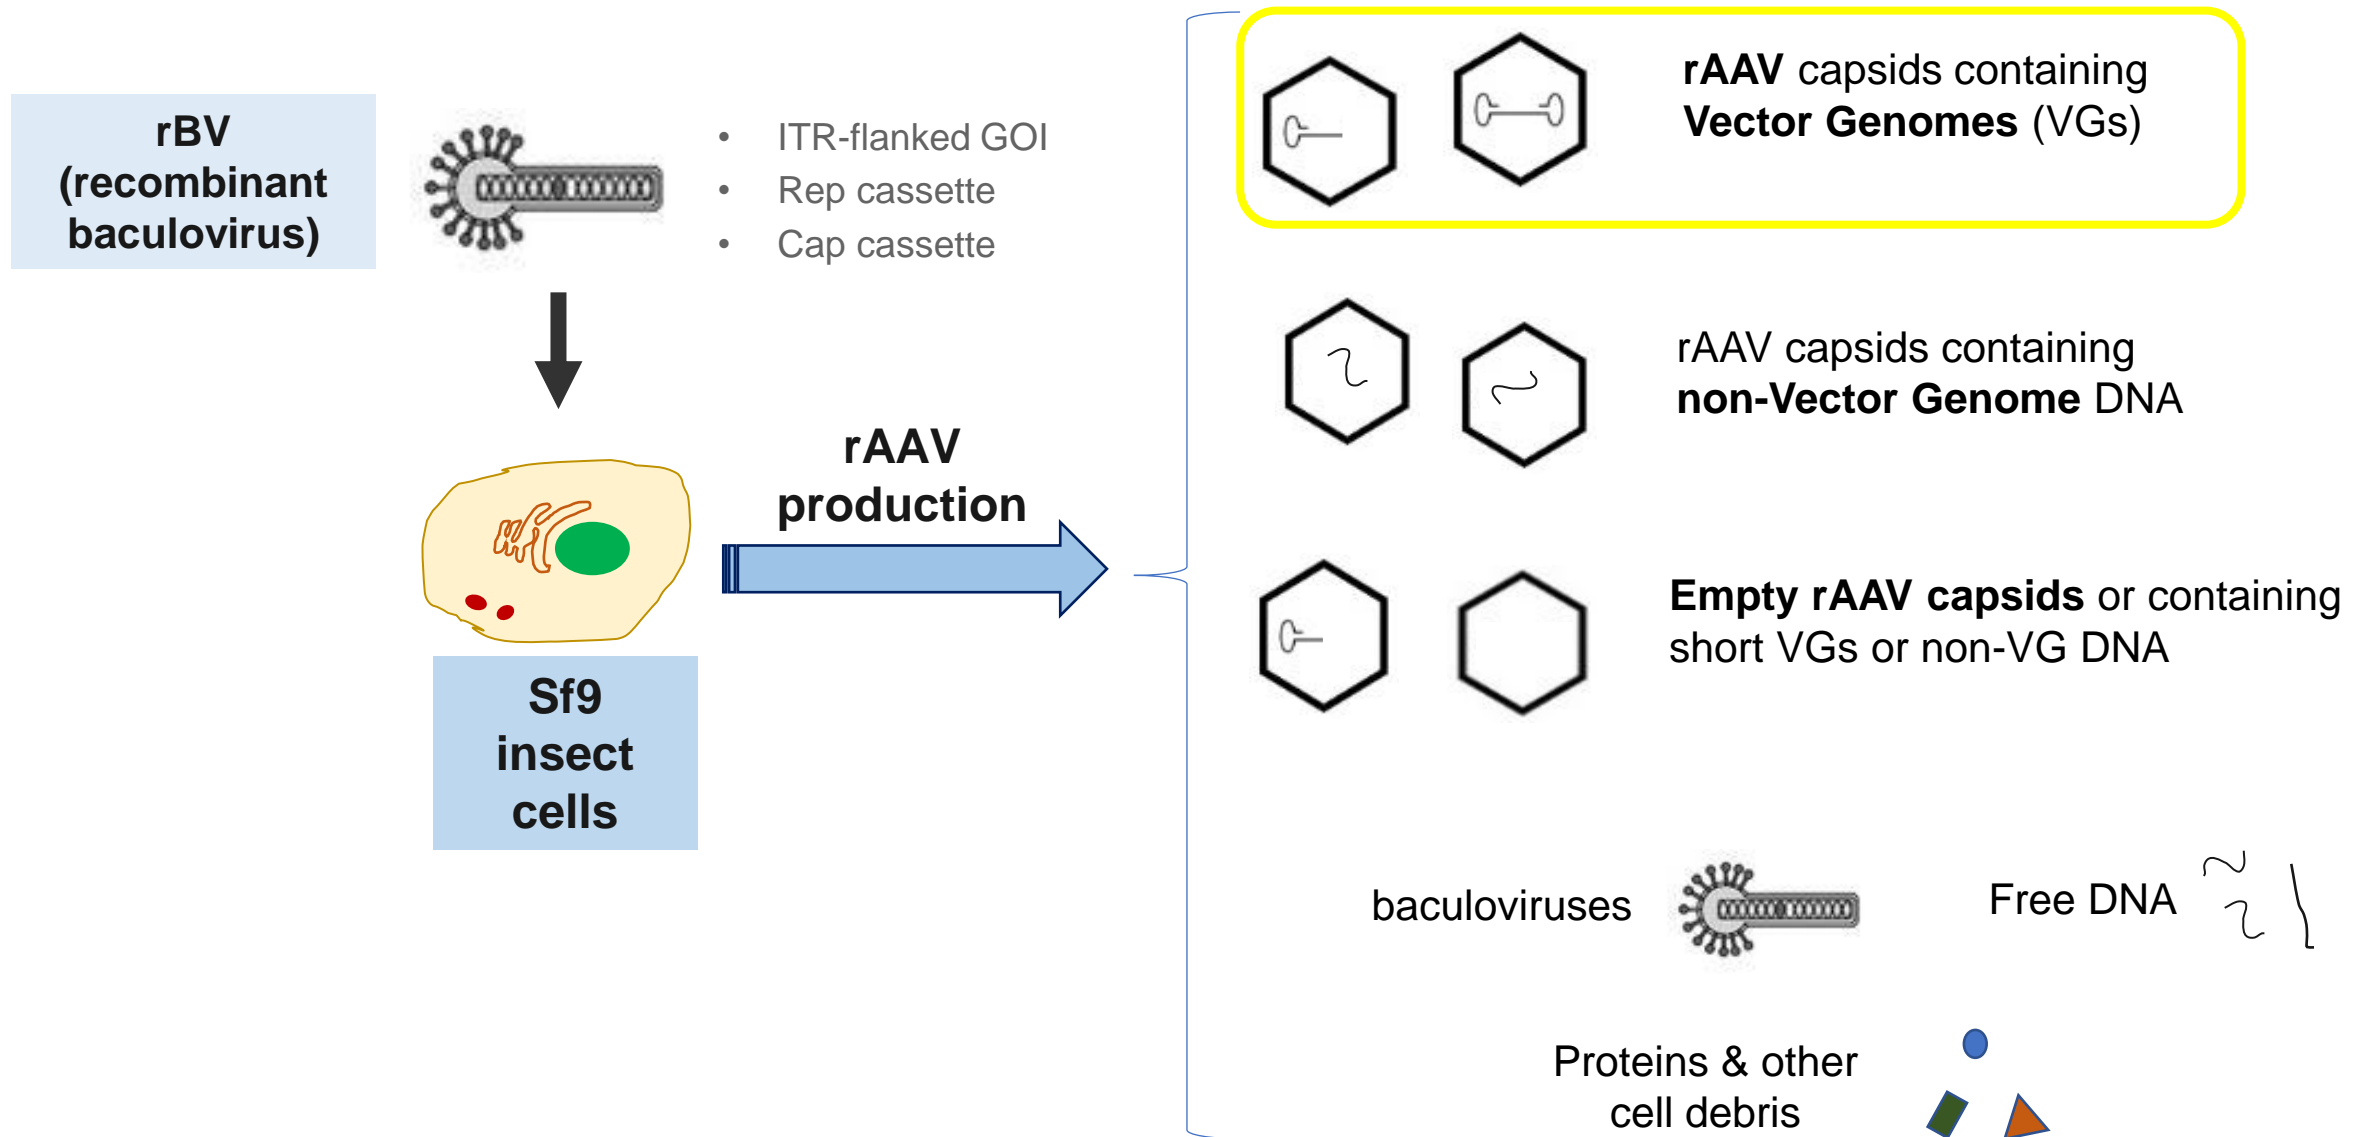 rBV
(recombinant
baculovirus)
• ITR-flanked GOI
• Rep cassette
• Cap cassette
rAAV
production
Sf9
insect
cells
rAAV capsids containing
Vector Genomes (VGs)
rAAV capsids containing
non-Vector Genome DNA
Empty rAAV capsids or containing
short VGs or non-VG DNA
baculoviruses
Free DNA
Proteins & other
cell debris